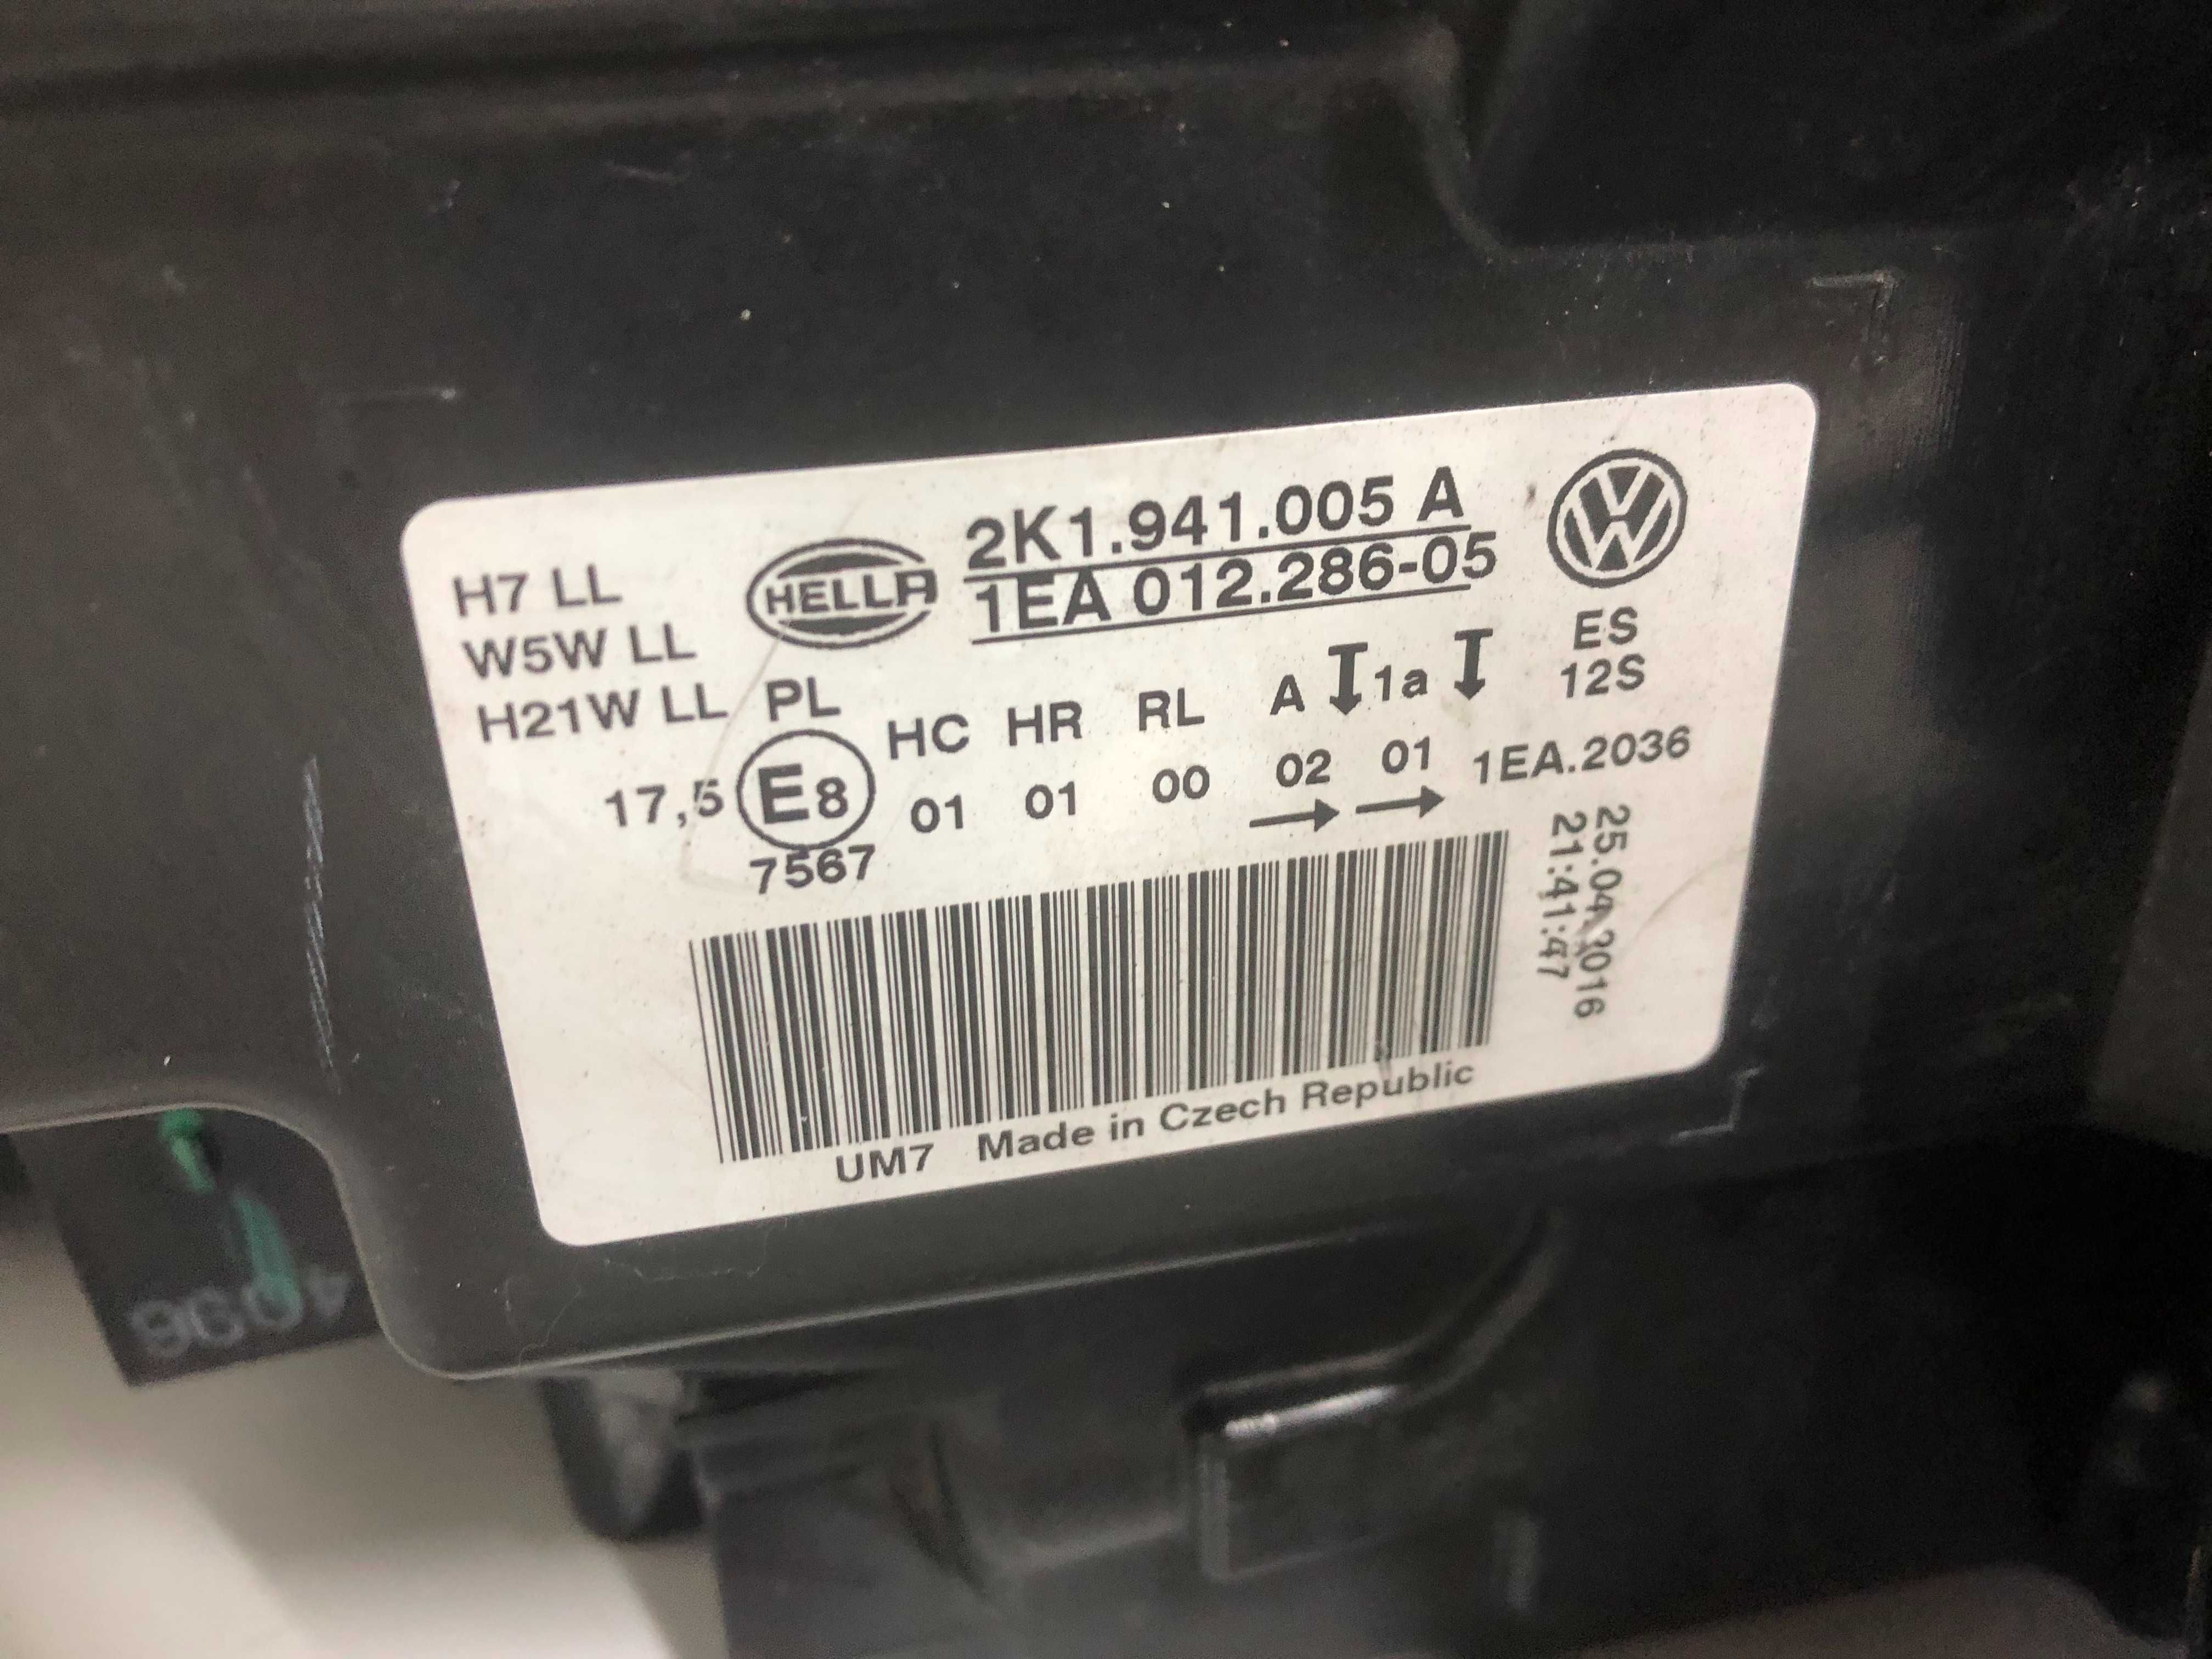 2K1.941.005 A
1EA 012.286-05
HELLA
H7 LL
W5W LL
H21W LL PL
ES
12S
HC HR RL A 1a
17,5 E8 01 01 00 02 01 1EA.2036
7567
25.04.2016
21:41:47
UM7 Made in Czech Republic
4096